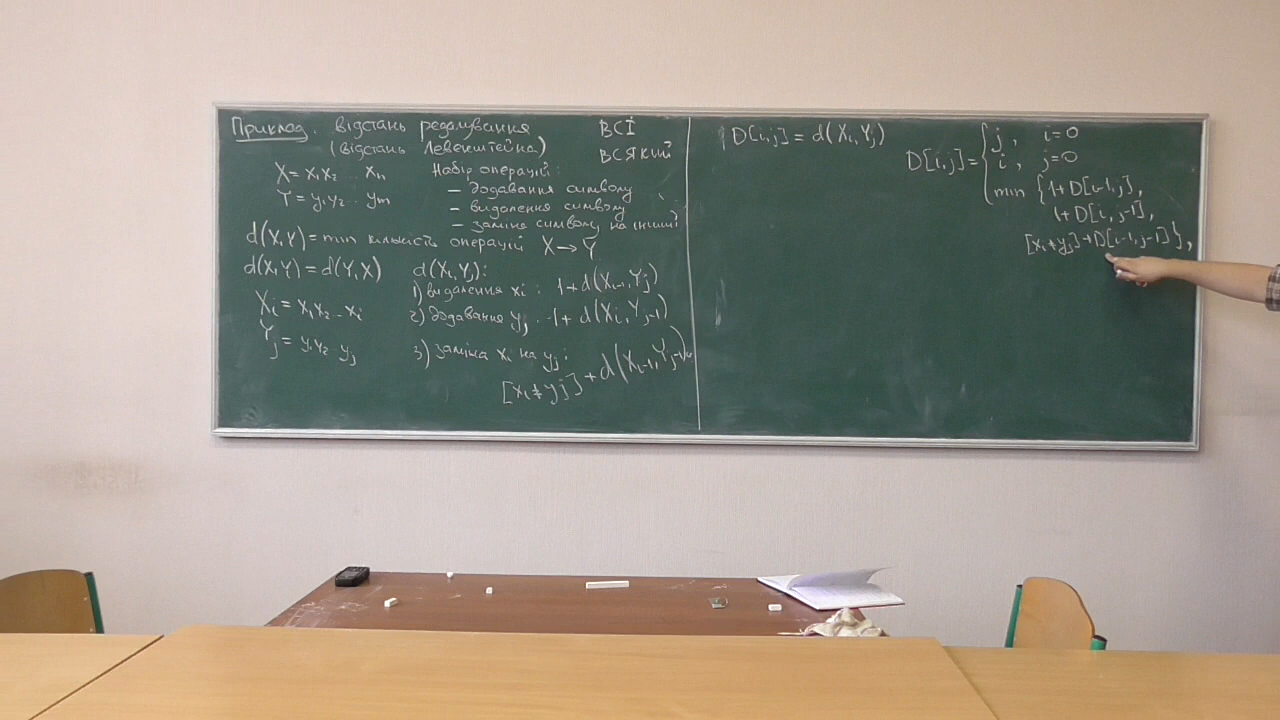 Приклад. відстань редагування
(відстань Левенштейна)
ВСІ
ВСЯКИЙ
X = x₁x₂ … xₙ
Y = y₁y₂ … yₘ
Набір операцій:
– додавання символу
– видалення символу
– заміна символу на інший
d(X,Y) = min кількість операцій X → Y
d(X,Y) = d(Y,X)
Xᵢ = x₁x₂ … xᵢ
Yⱼ = y₁y₂ … yⱼ
d(Xᵢ,Yⱼ):
1) видалення xᵢ : 1 + d(Xᵢ₋₁, Yⱼ)
2) додавання yⱼ : 1 + d(Xᵢ, Yⱼ₋₁)
3) заміна xᵢ на yⱼ:
[xᵢ ≠ yⱼ] + d(Xᵢ₋₁, Yⱼ₋₁)
D[i,j] = d(Xᵢ, Yⱼ)
D[i,j] = { j, i=0
i, j=0
min {1 + D[i-1, j],
1 + D[i, j-1],
[xᵢ ≠ yⱼ] + D[i-1, j-1]},